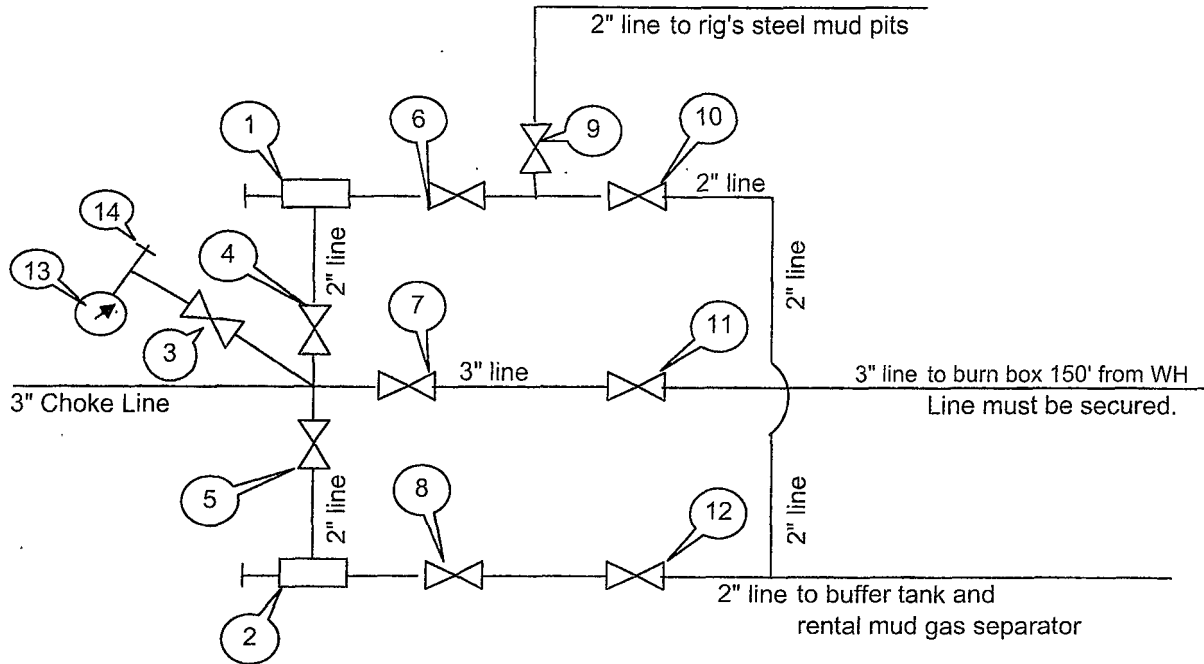 2" line to rig's steel mud pits
1
6
9
10
2" line
14
13
4
2" line
7
2" line
3
11
3" line
3" line to burn box 150' from WH
3" Choke Line
Line must be secured.
5
2" line
8
12
2" line
2" line to buffer tank and
rental mud gas separator
2